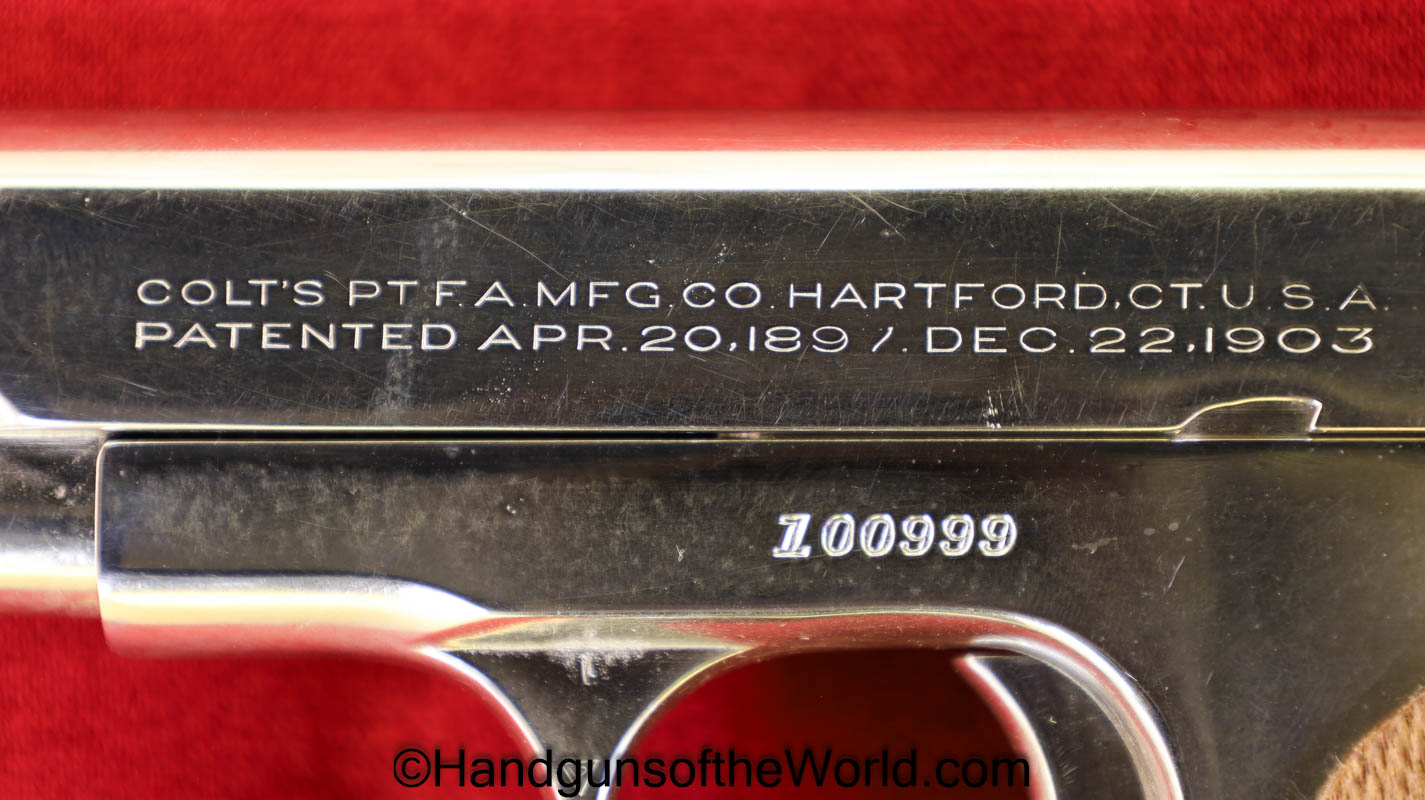 COLT'S PT F.A. MFG. CO. HARTFORD, CT. U.S.A.
PATENTED APR. 20, 1897. DEC. 22, 1903
100999
©HandgunsoftheWorld.com